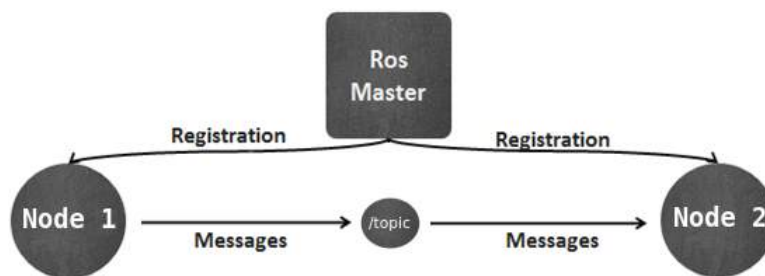 Ros
Master
Registration
Registration
Node 1
/topic
Node 2
Messages
Messages